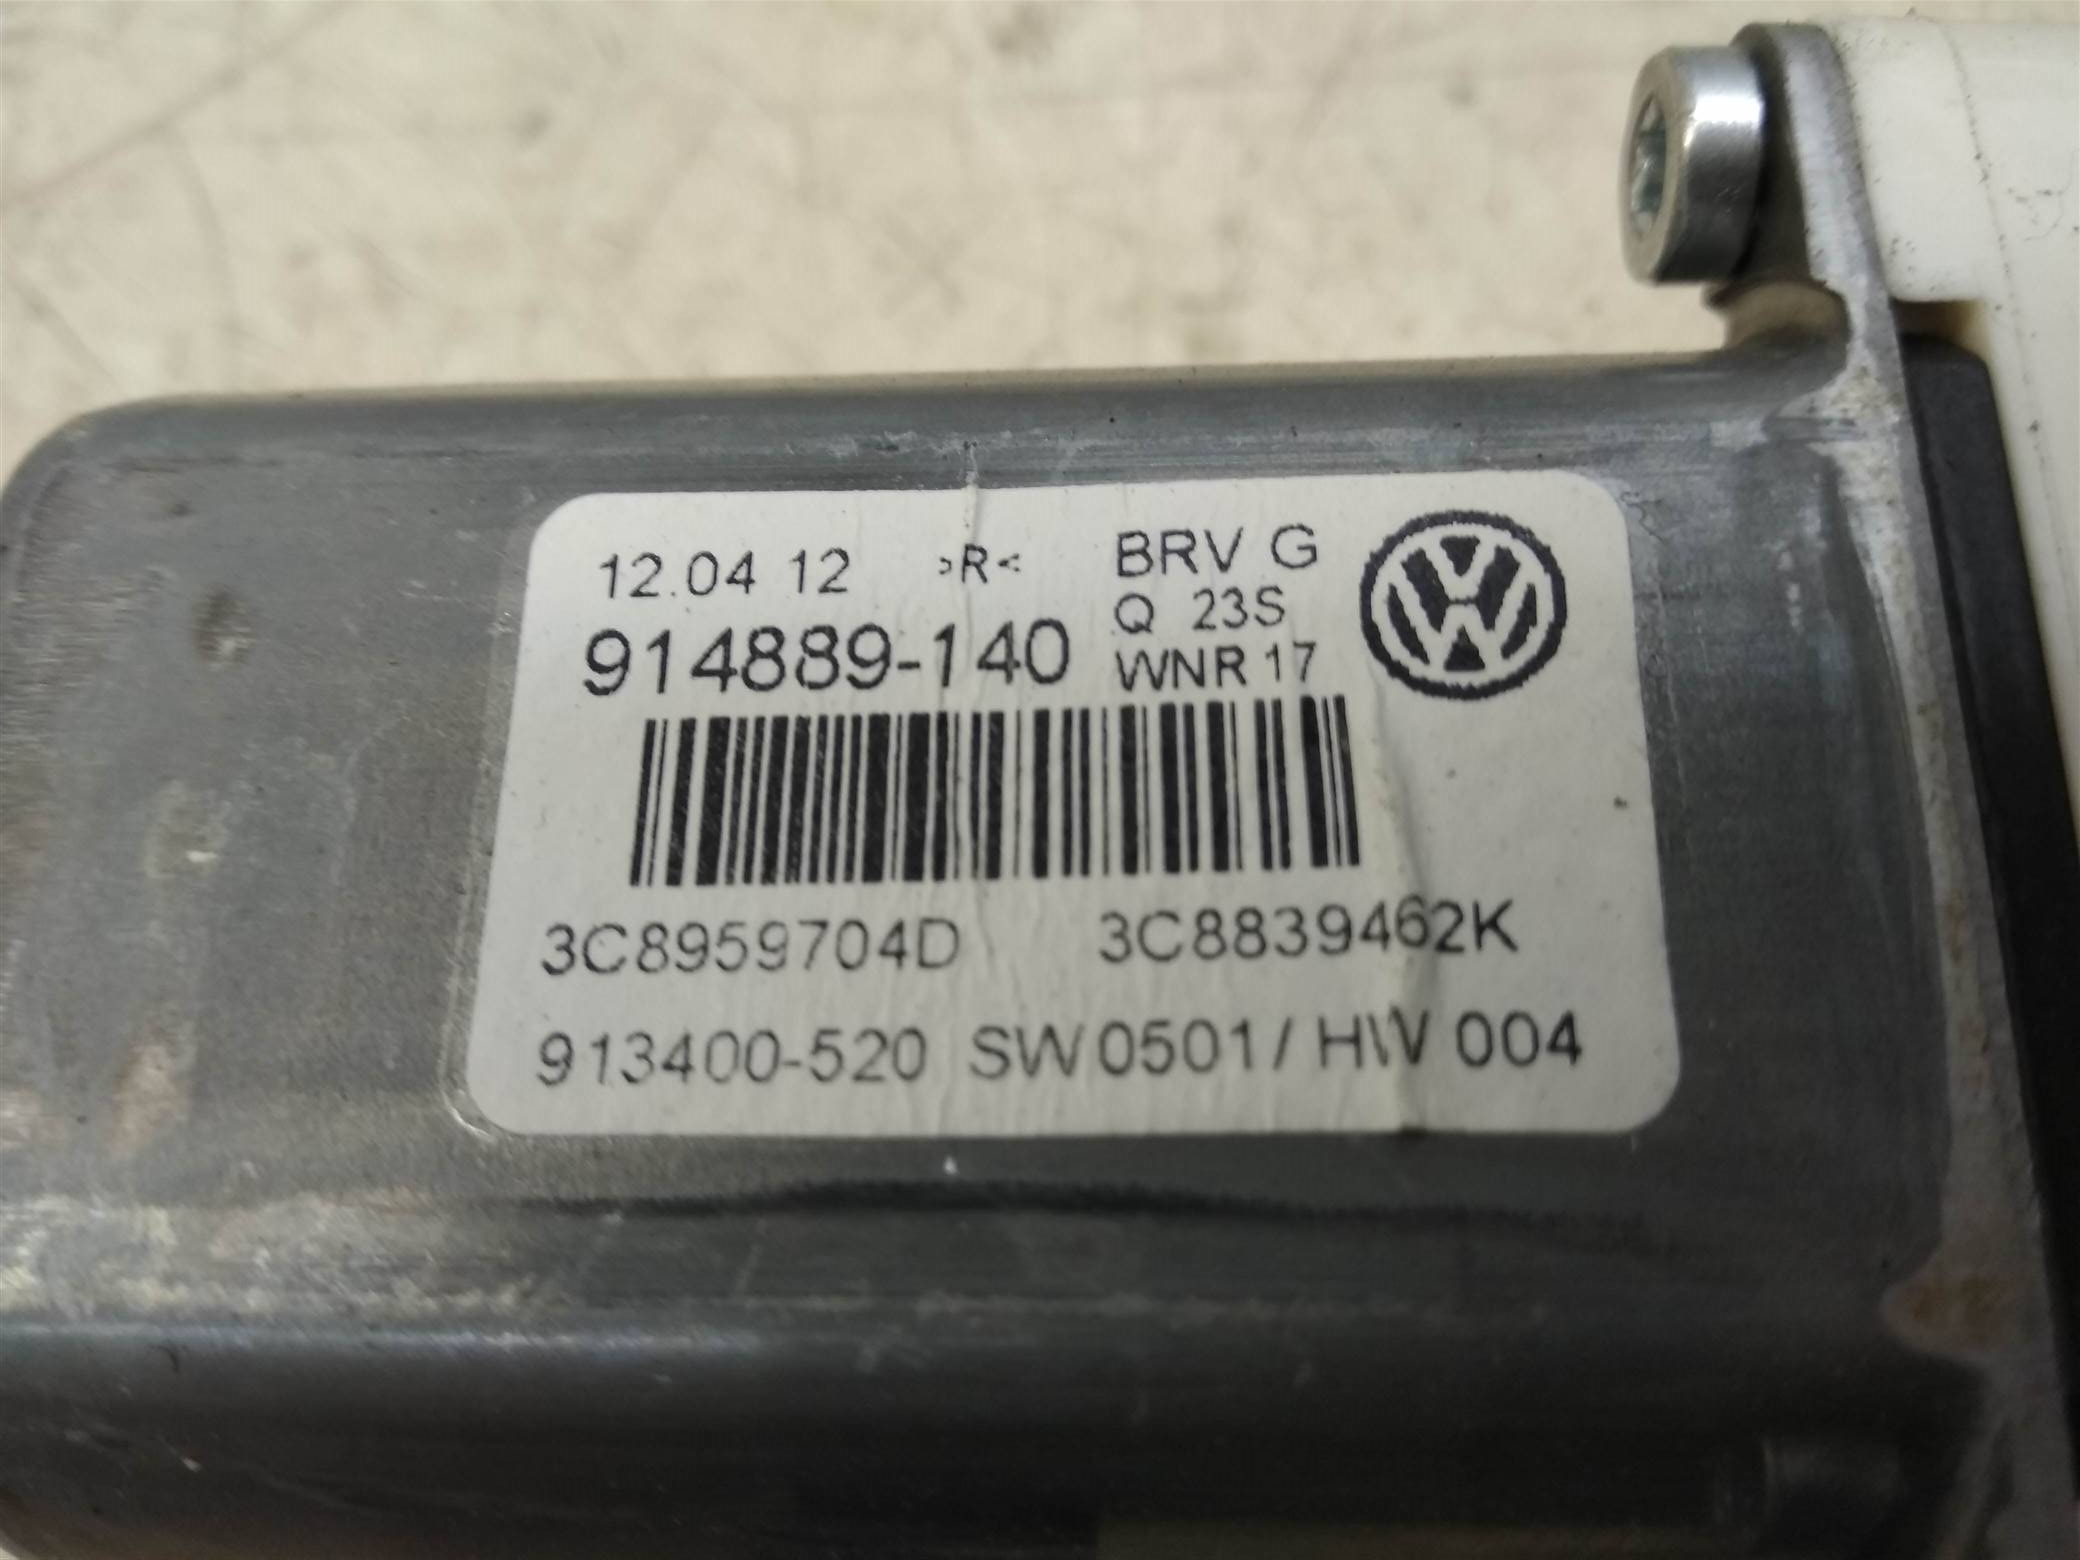 12.04 12 >R< BRV G
Q 23S
914889-140 WNR 17
3C8959704D 3C8839462K
913400-520 SW0501/ HW 004